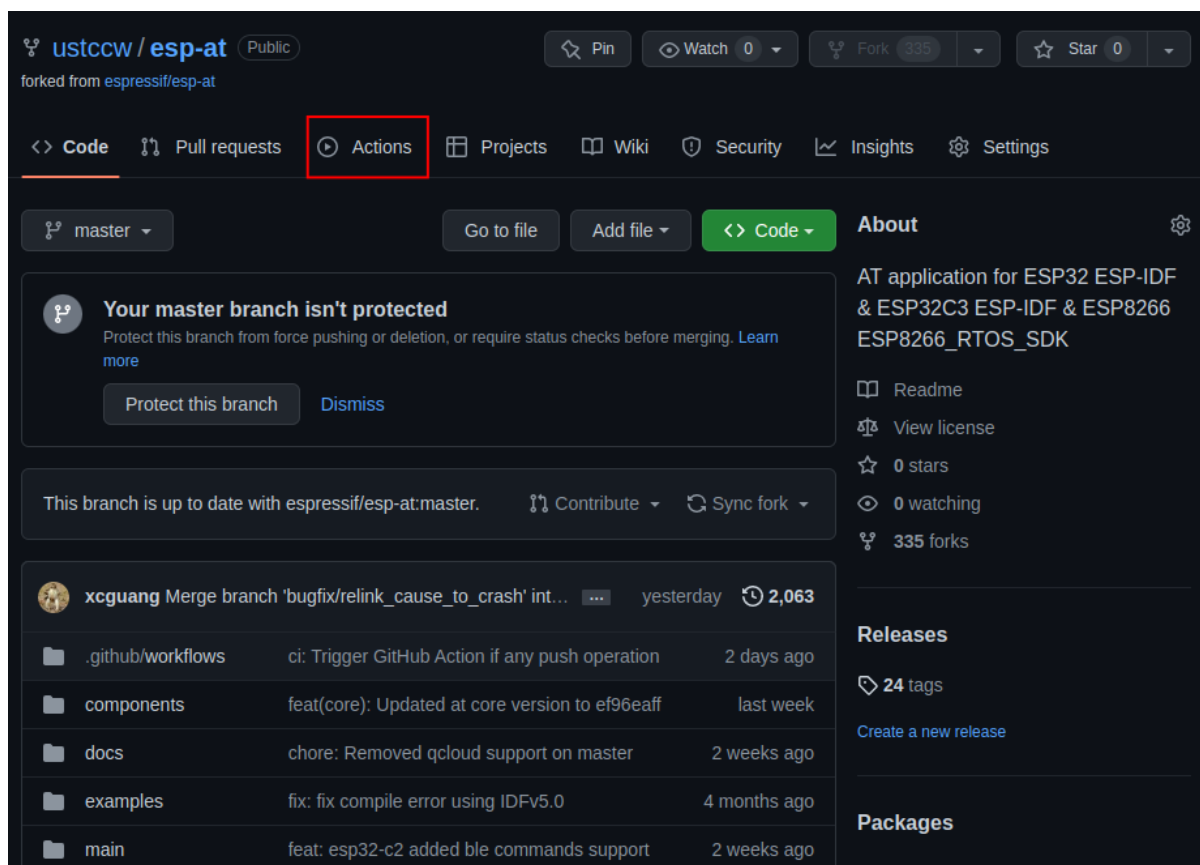 ustccw / esp-at Public
Pin
Watch 0
Fork 335
Star 0
forked from espressif/esp-at
Code
Pull requests
Actions
Projects
Wiki
Security
Insights
Settings
master
Go to file
Add file
Code
Your master branch isn't protected
Protect this branch from force pushing or deletion, or require status checks before merging. Learn
more
Protect this branch
Dismiss
This branch is up to date with espressif/esp-at:master.
Contribute
Sync fork
xcguang Merge branch 'bugfix/relink_cause_to_crash' int… ... yesterday 2,063
.github/workflows ci: Trigger GitHub Action if any push operation 2 days ago
components feat(core): Updated at core version to ef96eaff last week
docs chore: Removed qcloud support on master 2 weeks ago
examples fix: fix compile error using IDFv5.0 4 months ago
main feat: esp32-c2 added ble commands support 2 weeks ago
About
AT application for ESP32 ESP-IDF
& ESP32C3 ESP-IDF & ESP8266
ESP8266_RTOS_SDK
Readme
View license
0 stars
0 watching
335 forks
Releases
24 tags
Create a new release
Packages